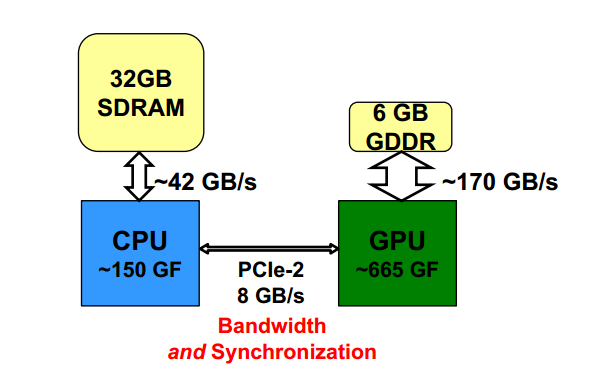 32GB
SDRAM
6 GB
GDDR
~42 GB/s
~170 GB/s
CPU
~150 GF
GPU
~665 GF
PCIe-2
8 GB/s
Bandwidth
and Synchronization